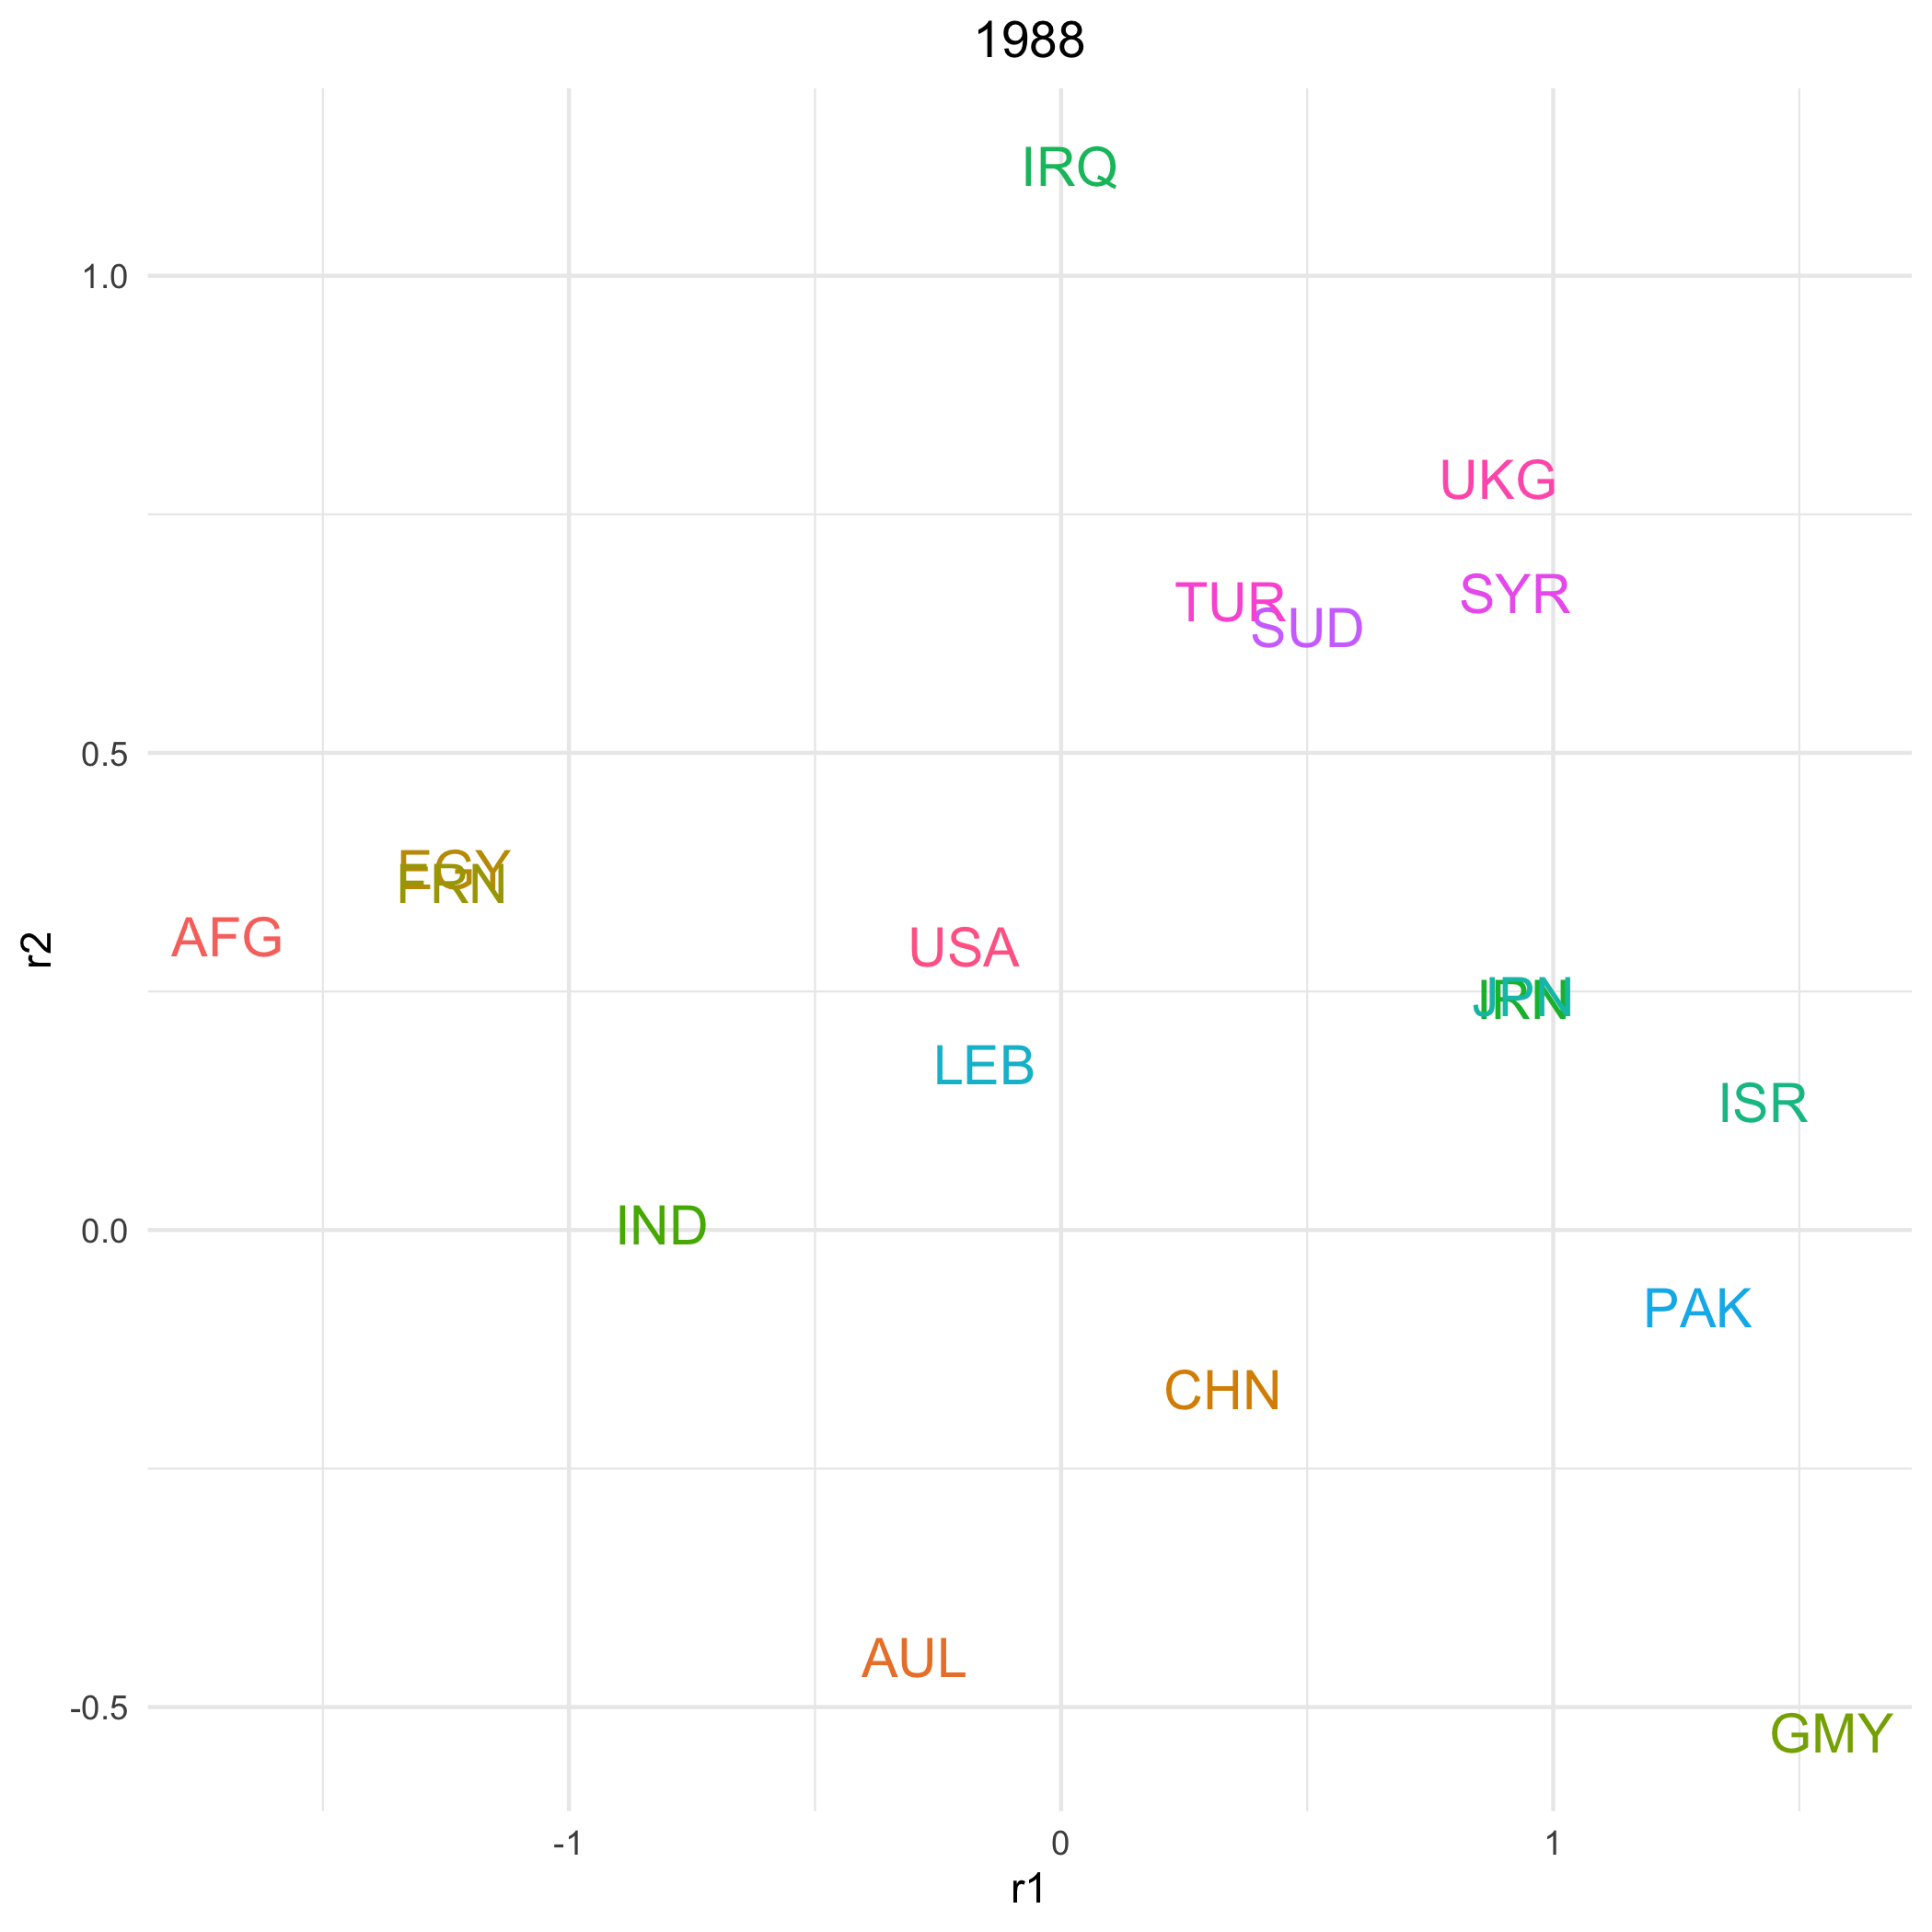 1988
IRQ
1.0
UKG
SYR
TUR
SUD
0.5
EGY
FRN
AFG
USA
r2
JPN
IRN
LEB
ISR
IND
0.0
PAK
CHN
AUL
-0.5
GMY
-1 0 1
r1